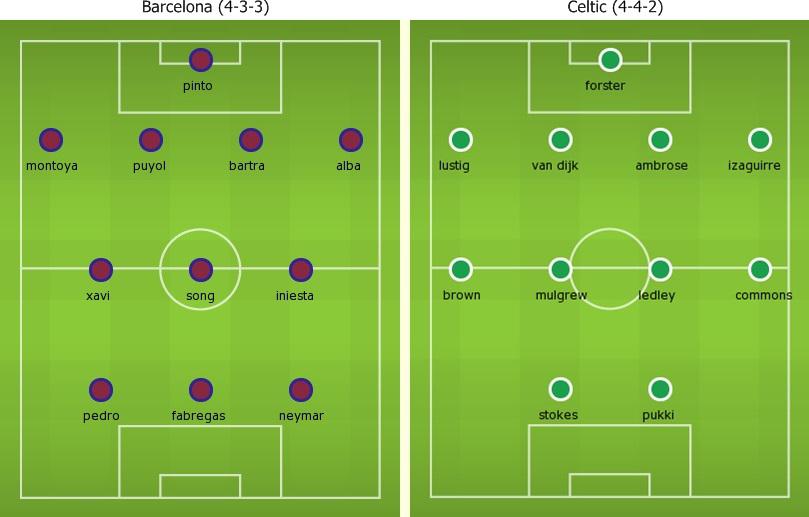 Barcelona (4-3-3)
pinto
montoya puyol bartra alba
xavi song iniesta
pedro fabregas neymar
Celtic (4-4-2)
forster
lustig van dijk ambrose izaguirre
brown mulgrew ledley commons
stokes pukki